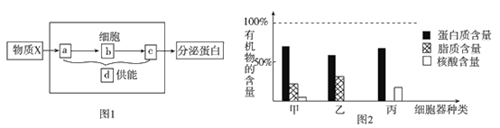 细胞
物质X
a
b
c
分泌蛋白
d
供能
图1
100%
有机物的含量
50%
蛋白质含量
脂质含量
核酸含量
甲
乙
丙
细胞器种类
图2